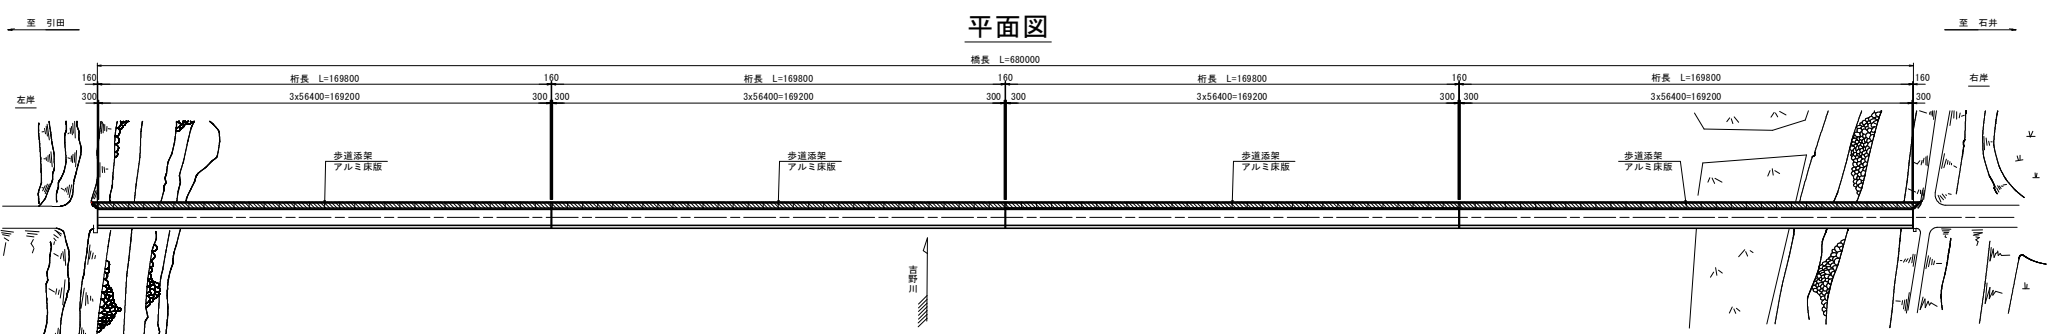 平面図
至 引田
至 石井
橋長 L=680000
160
桁長 L=169800
160
桁長 L=169800
160
桁長 L=169800
160
桁長 L=169800
160
左岸
右岸
300
3x56400=169200
300
300
3x56400=169200
300
300
3x56400=169200
300
300
3x56400=169200
300
歩道添架
アルミ床版
歩道添架
アルミ床版
歩道添架
アルミ床版
歩道添架
アルミ床版
吉野川